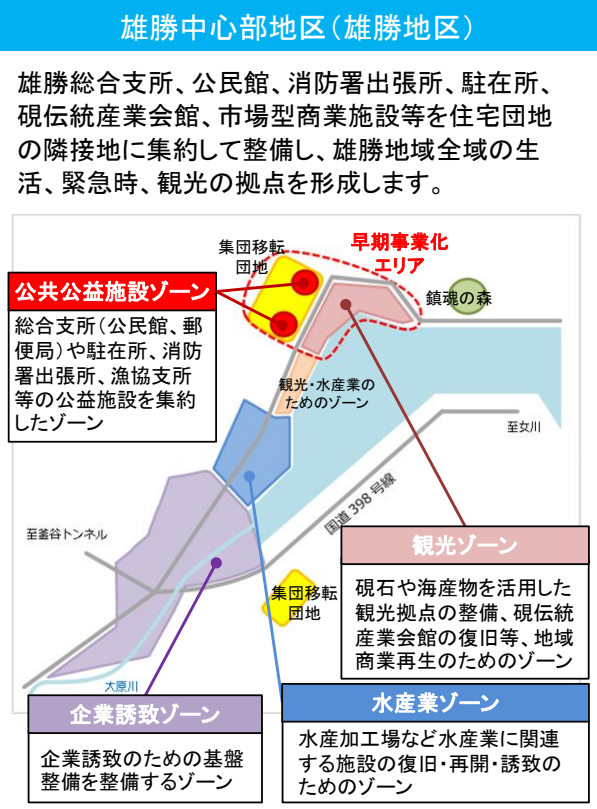 雄勝中心部地区(雄勝地区)
雄勝総合支所、公民館、消防署出張所、駐在所、
硯伝統産業会館、市場型商業施設等を住宅団地
の隣接地に集約して整備し、雄勝地域全域の生
活、緊急時、観光の拠点を形成します。
集団移転
団地
早期事業化
エリア
鎮魂の森
公共公益施設ゾーン
総合支所(公民館、郵
便局)や駐在所、消防
署出張所、漁協支所
等の公益施設を集約
したゾーン
観光・水産業の
ためのゾーン
至女川
国道398号線
至釜谷トンネル
観光ゾーン
硯石や海産物を活用した
観光拠点の整備、硯伝統
産業会館の復旧等、地域
商業再生のためのゾーン
集団移転
団地
大原川
企業誘致ゾーン
企業誘致のための基盤
整備を整備するゾーン
水産業ゾーン
水産加工場など水産業に関連
する施設の復旧・再開・誘致の
ためのゾーン